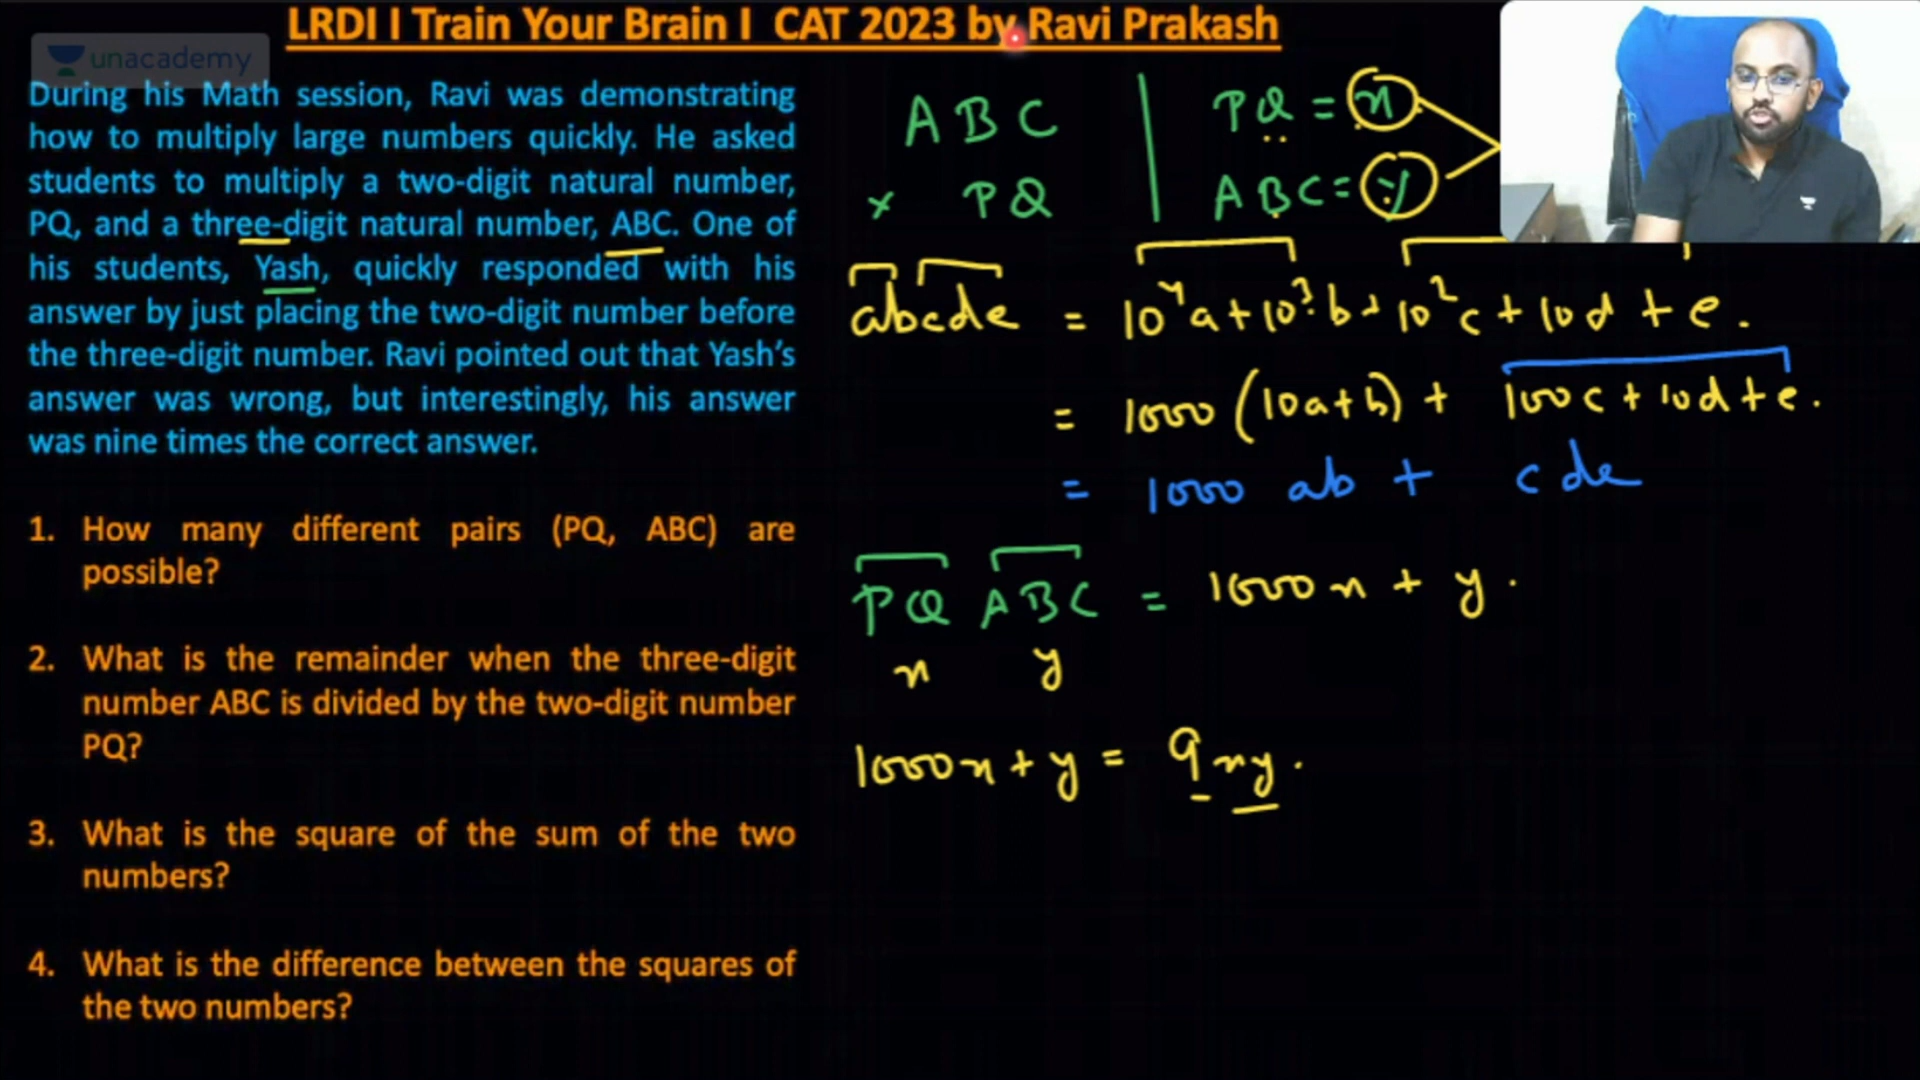 LRDI I Train Your Brain I CAT 2023 by Ravi Prakash
unacademy
During his Math session, Ravi was demonstrating
how to multiply large numbers quickly. He asked
students to multiply a two-digit natural number,
PQ, and a three-digit natural number, ABC. One of
his students, Yash, quickly responded with his
answer by just placing the two-digit number before
the three-digit number. Ravi pointed out that Yash’s
answer was wrong, but interestingly, his answer
was nine times the correct answer.
1. How many different pairs (PQ, ABC) are
possible?
2. What is the remainder when the three-digit
number ABC is divided by the two-digit number
PQ?
3. What is the square of the sum of the two
numbers?
4. What is the difference between the squares of
the two numbers?
A B C
× PQ
PQ = x
ABC = y
abcde = 10⁴a + 10³b + 10²c + 10d + e.
= 1000 (10a + b) + 100c + 10d + e.
= 1000 ab + cde
PQ ABC = 1000x + y.
x y
1000x + y = 9xy.